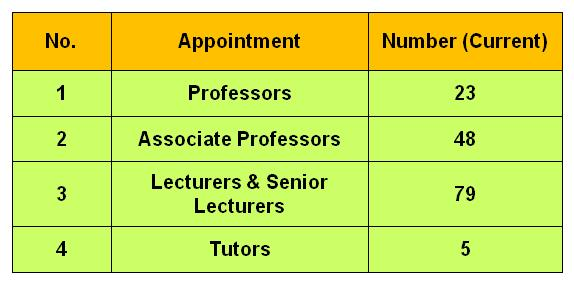 No. Appointment Number (Current)
1 Professors 23
2 Associate Professors 48
3 Lecturers & Senior Lecturers 79
4 Tutors 5